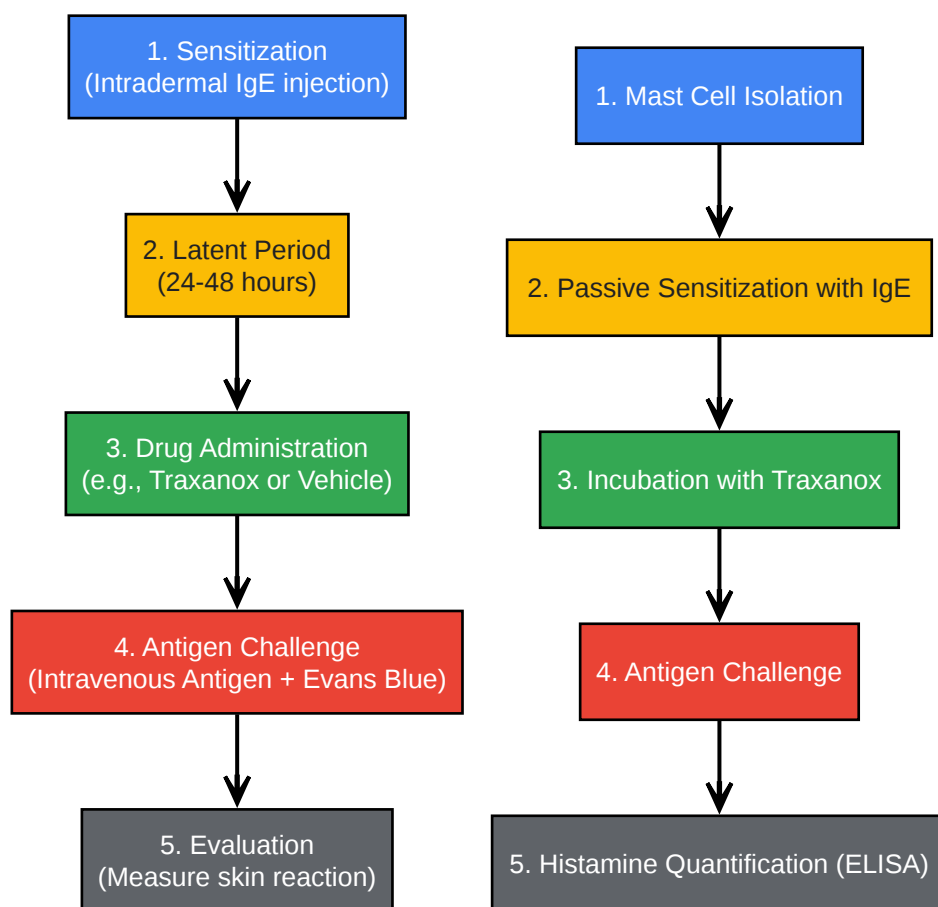 1. Sensitization
(Intradermal IgE injection)
2. Latent Period
(24-48 hours)
3. Drug Administration
(e.g., Traxanox or Vehicle)
4. Antigen Challenge
(Intravenous Antigen + Evans Blue)
5. Evaluation
(Measure skin reaction)
1. Mast Cell Isolation
2. Passive Sensitization with IgE
3. Incubation with Traxanox
4. Antigen Challenge
5. Histamine Quantification (ELISA)